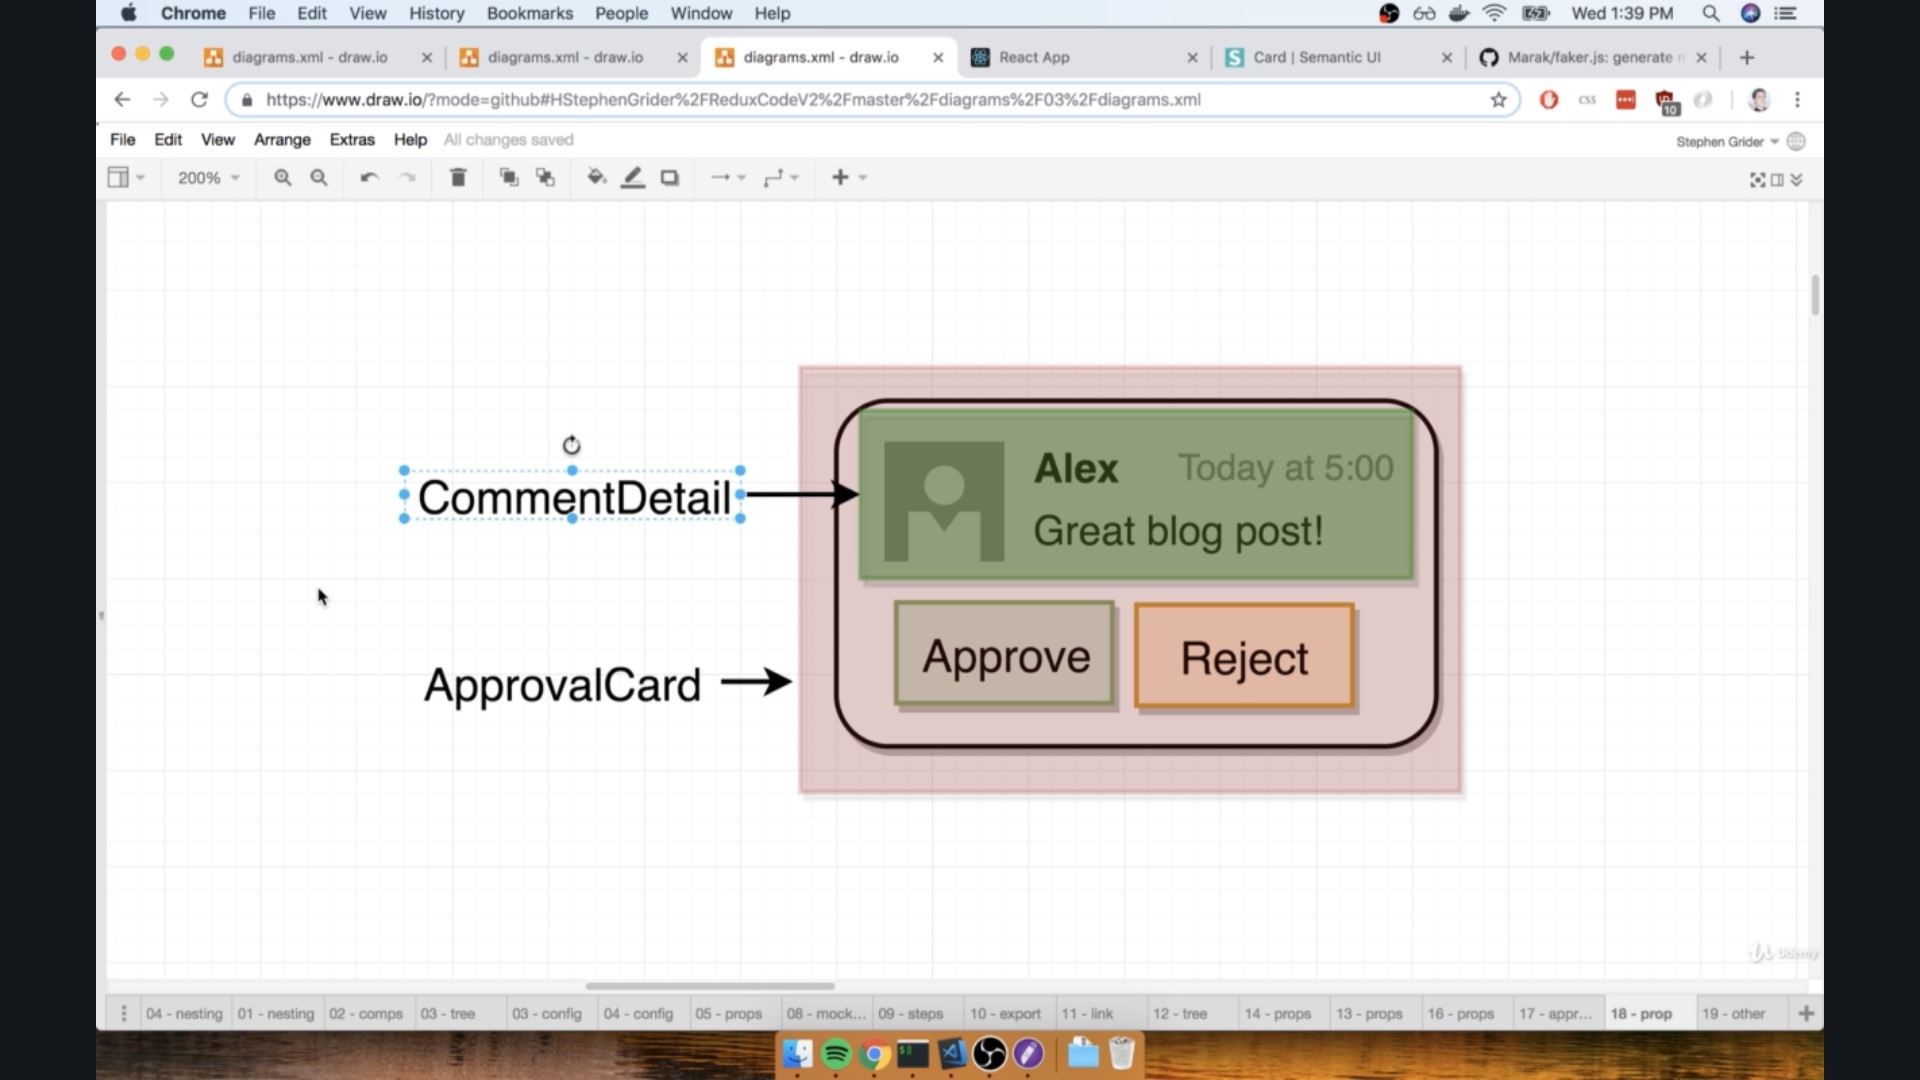 Chrome File Edit View History Bookmarks People Window Help Wed 1:39 PM
diagrams.xml - draw.io diagrams.xml - draw.io diagrams.xml - draw.io React App Card | Semantic UI Marak/faker.js: generate
https://www.draw.io/?mode=github#HStephenGrider%2FReduxCodeV2%2Fmaster%2Fdiagrams%2F03%2Fdiagrams.xml CSS 10
File Edit View Arrange Extras Help All changes saved Stephen Grider
200%
Alex Today at 5:00
CommentDetail
Great blog post!
Approve Reject
ApprovalCard
Udemy
04 - nesting 01 - nesting 02 - comps 03 - tree 03 - config 04 - config 05 - props 08 - mock... 09 - steps 10 - export 11 - link 12 - tree 14 - props 13 - props 16 - props 17 - appr... 18 - prop 19 - other